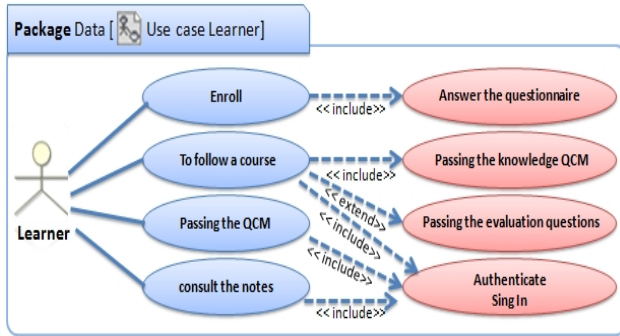 Package Data [ Use case Learner]
Enroll
<< include>>
Answer the questionnaire
To follow a course
<< include>>
Passing the knowledge QCM
<< extend>>
<< include>>
Learner
Passing the QCM
Passing the evaluation questions
<< include>>
consult the notes
<< include>>
Authenticate
Sing In